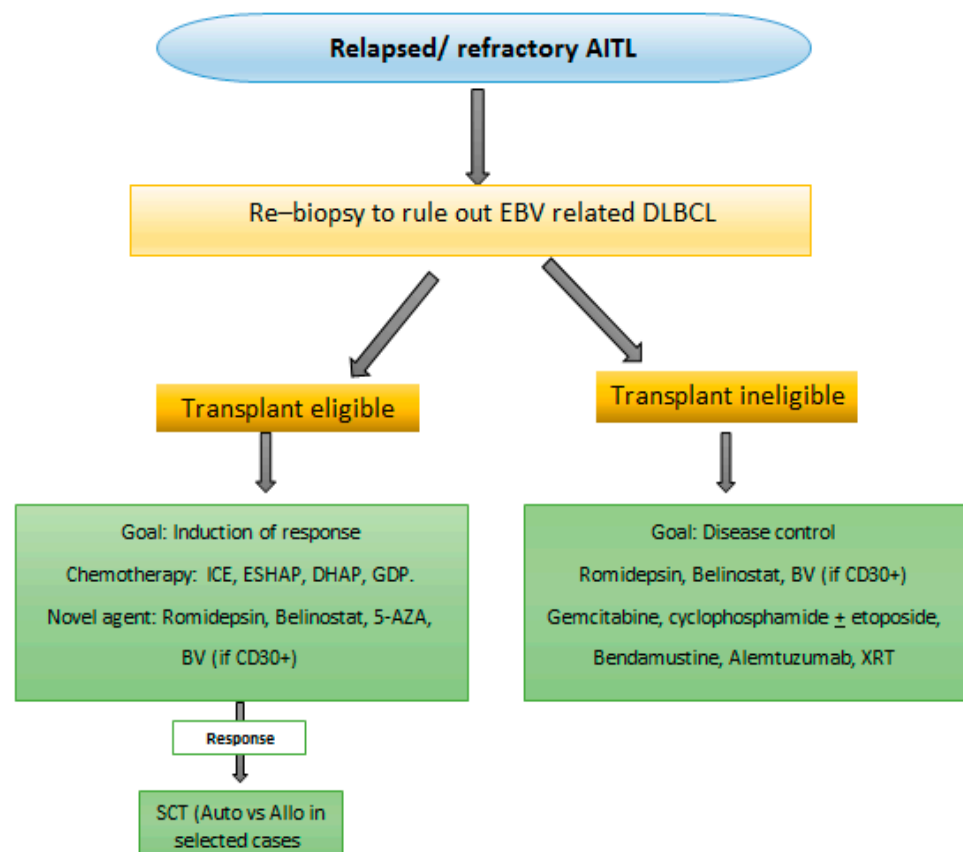 Relapsed/ refractory AITL
Re–biopsy to rule out EBV related DLBCL
Transplant eligible
Transplant ineligible
Goal: Induction of response
Chemotherapy: ICE, ESHAP, DHAP, GDP.
Novel agent: Romidepsin, Belinostat, 5-AZA,
BV (if CD30+)
Goal: Disease control
Romidepsin, Belinostat, BV (if CD30+)
Gemcitabine, cyclophosphamide ± etoposide,
Bendamustine, Alemtuzumab, XRT
Response
SCT (Auto vs Allo in
selected cases